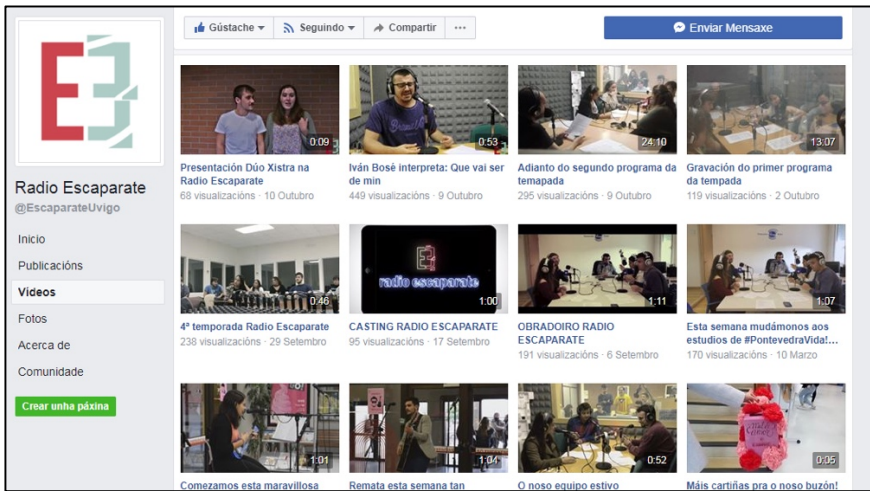 Gústache
Seguindo
Compartir
Enviar Mensaxe
Radio Escaparate
@EscaparateUvigo
Inicio
Publicacións
Vídeos
Fotos
Acerca de
Comunidade
Crear unha páxina
0:09
0:53
24:10
13:07
Presentación Dúo Xistra na
Radio Escaparate
68 visualizacións · 10 Outubro
Iván Bosé interpreta: Que vai ser
de min
449 visualizacións · 9 Outubro
Adianto do segundo programa da
temapada
295 visualizacións · 9 Outubro
Gravación do primer programa
da tempada
119 visualizacións · 2 Outubro
0:46
radio escaparate
1:00
1:11
1:07
4ª temporada Radio Escaparate
238 visualizacións · 29 Setembro
CASTING RADIO ESCAPARATE
95 visualizacións · 17 Setembro
OBRADOIRO RADIO
ESCAPARATE
191 visualizacións · 6 Setembro
Esta semana mudámonos aos
estudios de #PontevedraVida!...
170 visualizacións · 10 Marzo
1:01
1:04
0:52
0:05
Comezamos esta maravillosa
Remata esta semana tan
O noso equipo estivo
Máis cartiñas pra o noso buzón!